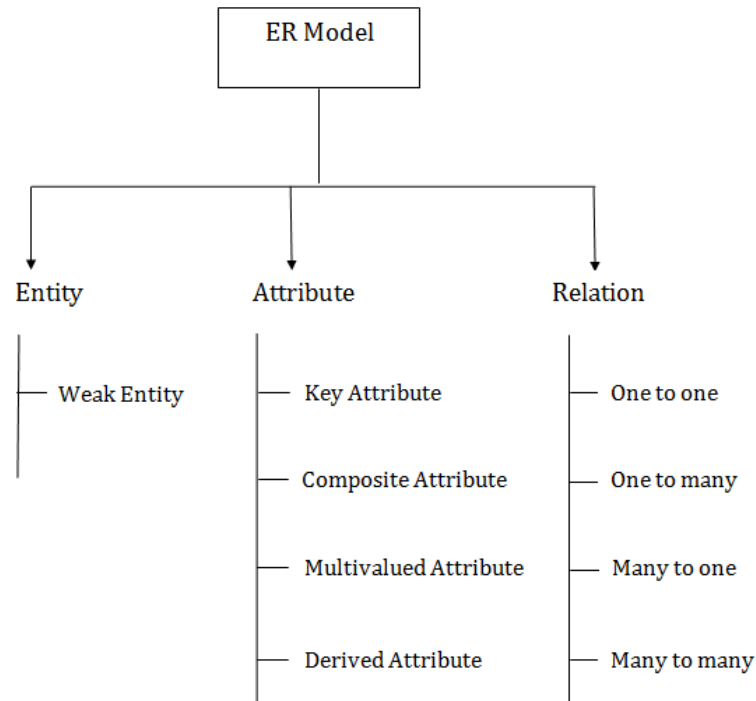 ER Model
Entity
Attribute
Relation
Weak Entity
Key Attribute
One to one
Composite Attribute
One to many
Multivalued Attribute
Many to one
Derived Attribute
Many to many